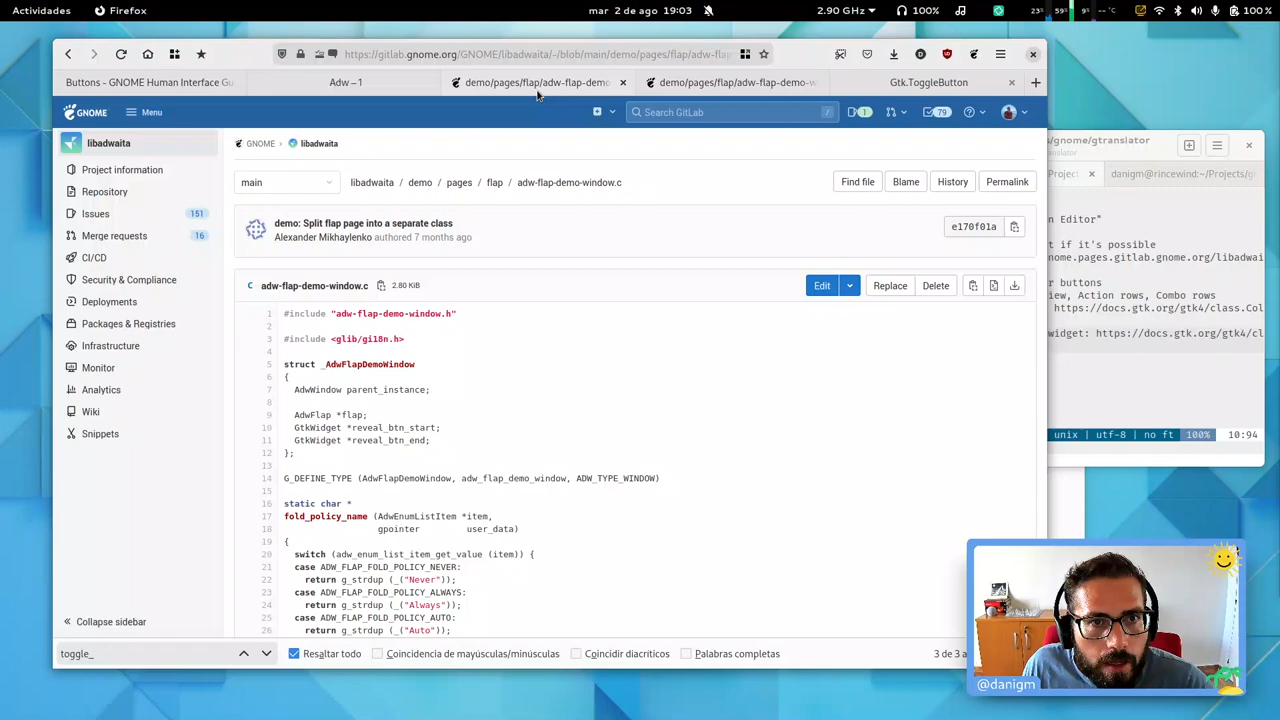 Actividades Firefox mar 2 de ago 19:03 2.90 GHz 100% 23% 59% 9% --°C 100 %
https://gitlab.gnome.org/GNOME/libadwaita/-/blob/main/demo/pages/flap/adw-flap
Buttons - GNOME Human Interface Gu Adw – 1 demo/pages/flap/adw-flap-demo demo/pages/flap/adw-flap-demo-w Gtk.ToggleButton
GNOME Menu Search GitLab / 1 79
libadwaita
Project information
Repository
Issues 151
Merge requests 16
CI/CD
Security & Compliance
Deployments
Packages & Registries
Infrastructure
Monitor
Analytics
Wiki
Snippets
Collapse sidebar
GNOME › libadwaita
main libadwaita / demo / pages / flap / adw-flap-demo-window.c Find file Blame History Permalink
demo: Split flap page into a separate class
Alexander Mikhaylenko authored 7 months ago e170f01a
C adw-flap-demo-window.c 2.80 KiB Edit Replace Delete
1 #include "adw-flap-demo-window.h"
2
3 #include <glib/gi18n.h>
4
5 struct _AdwFlapDemoWindow
6 {
7 AdwWindow parent_instance;
8
9 AdwFlap *flap;
10 GtkWidget *reveal_btn_start;
11 GtkWidget *reveal_btn_end;
12 };
13
14 G_DEFINE_TYPE (AdwFlapDemoWindow, adw_flap_demo_window, ADW_TYPE_WINDOW)
15
16 static char *
17 fold_policy_name (AdwEnumListItem *item,
18 gpointer user_data)
19 {
20 switch (adw_enum_list_item_get_value (item)) {
21 case ADW_FLAP_FOLD_POLICY_NEVER:
22 return g_strdup (_("Never"));
23 case ADW_FLAP_FOLD_POLICY_ALWAYS:
24 return g_strdup (_("Always"));
25 case ADW_FLAP_FOLD_POLICY_AUTO:
26 return g_strdup (_("Auto"));
toggle_ Resaltar todo Coincidencia de mayúsculas/minúsculas Coincidir diacríticos Palabras completas 3 de 3
s/gnome/gtranslator
nslator
Project danigm@rincewind:~/Projects/g
n Editor"
t if it's possible
nome.pages.gitlab.gnome.org/libadwai
r buttons
iew, Action rows, Combo rows
https://docs.gtk.org/gtk4/class.Col
widget: https://docs.gtk.org/gtk4/cl
unix | utf-8 | no ft 100% 10:94
@danigm